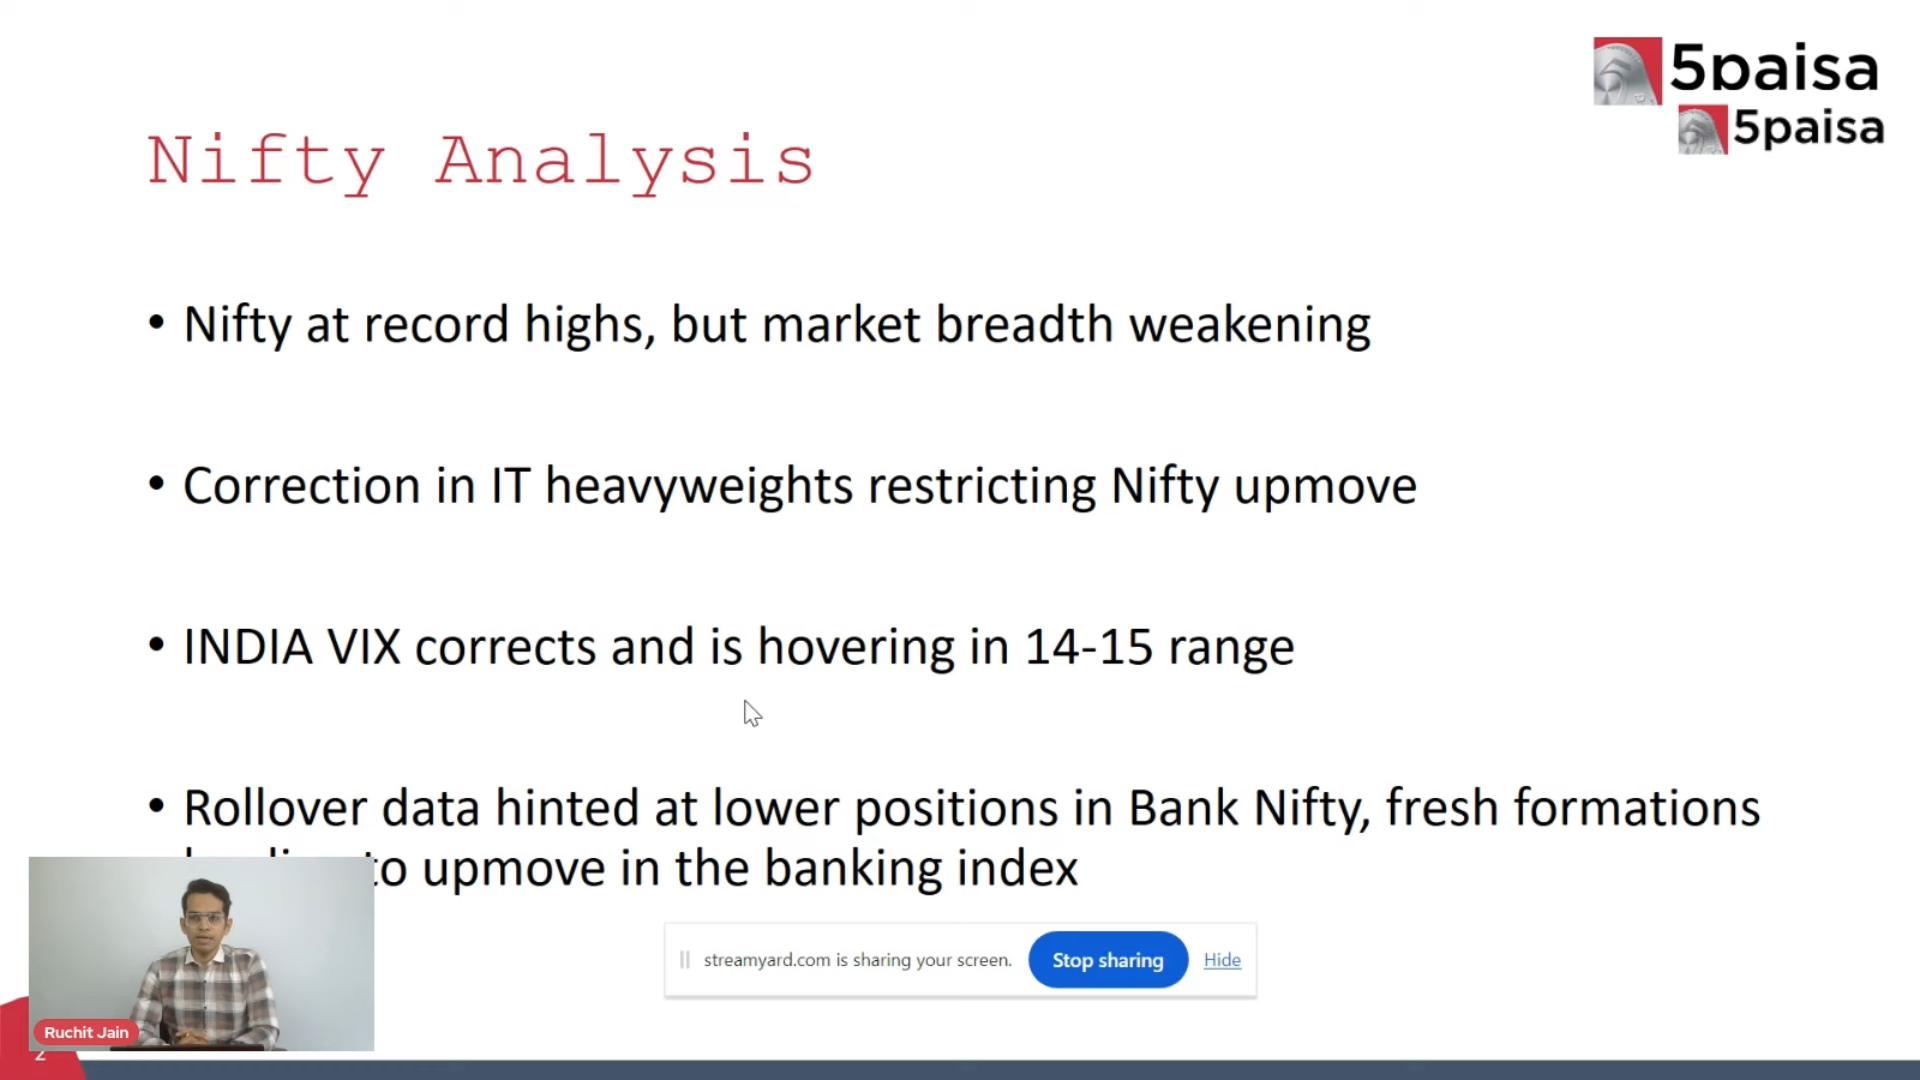 5paisa
5paisa
Nifty Analysis
• Nifty at record highs, but market breadth weakening
• Correction in IT heavyweights restricting Nifty upmove
• INDIA VIX corrects and is hovering in 14-15 range
• Rollover data hinted at lower positions in Bank Nifty, fresh formations
to upmove in the banking index
streamyard.com is sharing your screen. Stop sharing Hide
Ruchit Jain
2